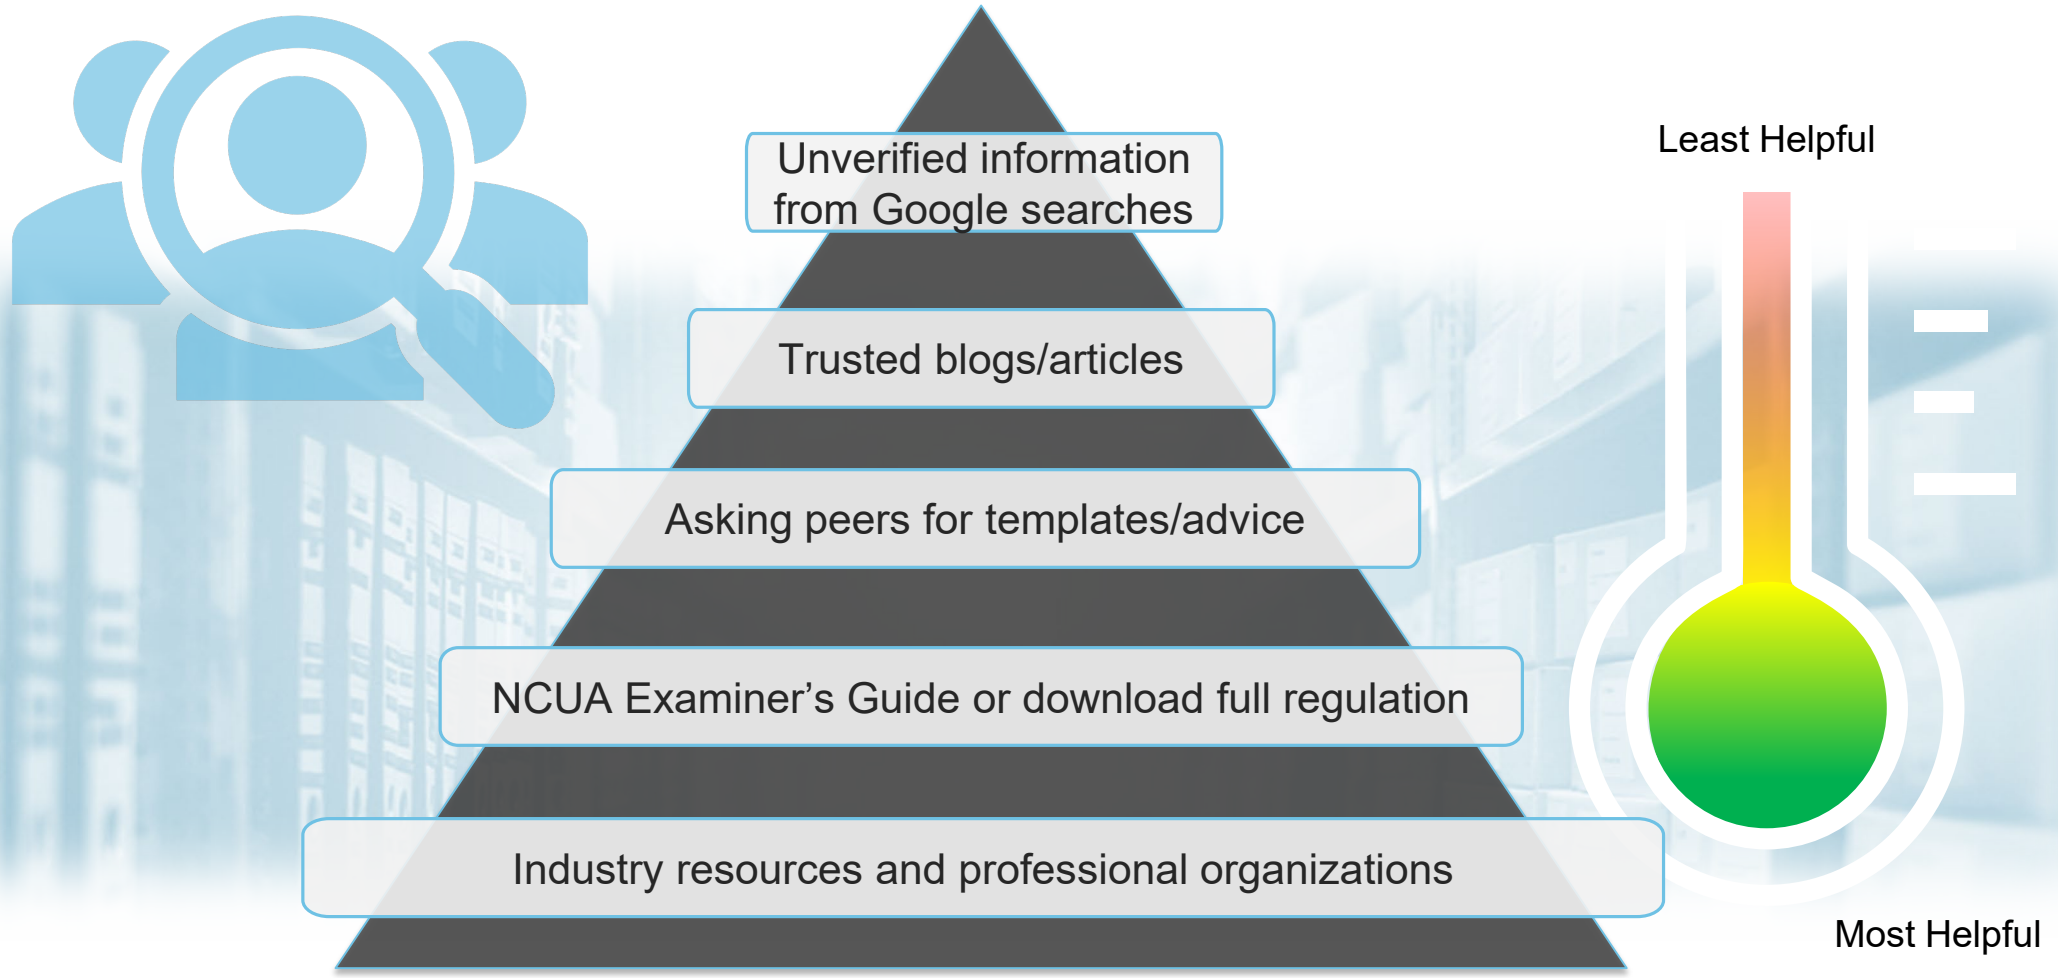 Unverified information
from Google searches
Least Helpful
Trusted blogs/articles
Asking peers for templates/advice
NCUA Examiner’s Guide or download full regulation
Industry resources and professional organizations
Most Helpful